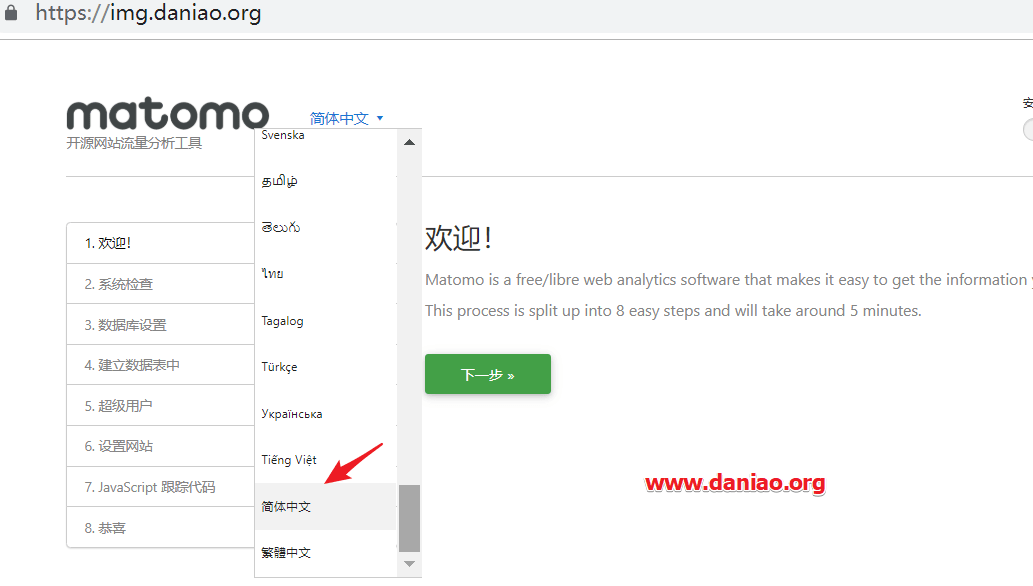 https://img.daniao.org
matomo
简体中文
安
开源网站流量分析工具
Svenska
தமிழ்
తెలుగు
ไทย
Tagalog
Türkçe
Українська
Tiếng Việt
简体中文
繁體中文
1. 欢迎!
2. 系统检查
3. 数据库设置
4. 建立数据表中
5. 超级用户
6. 设置网站
7. JavaScript 跟踪代码
8. 恭喜
欢迎!
Matomo is a free/libre web analytics software that makes it easy to get the information
This process is split up into 8 easy steps and will take around 5 minutes.
下一步 »
www.daniao.org